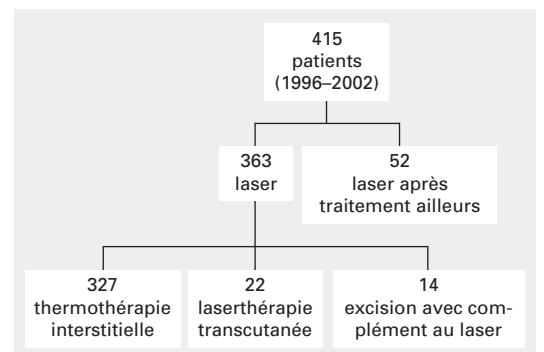 415
patients
(1996–2002)
363
laser
52
laser après
traitement ailleurs
327
thermothérapie
interstitielle
22
laserthérapie
transcutanée
14
excision avec com-
plément au laser